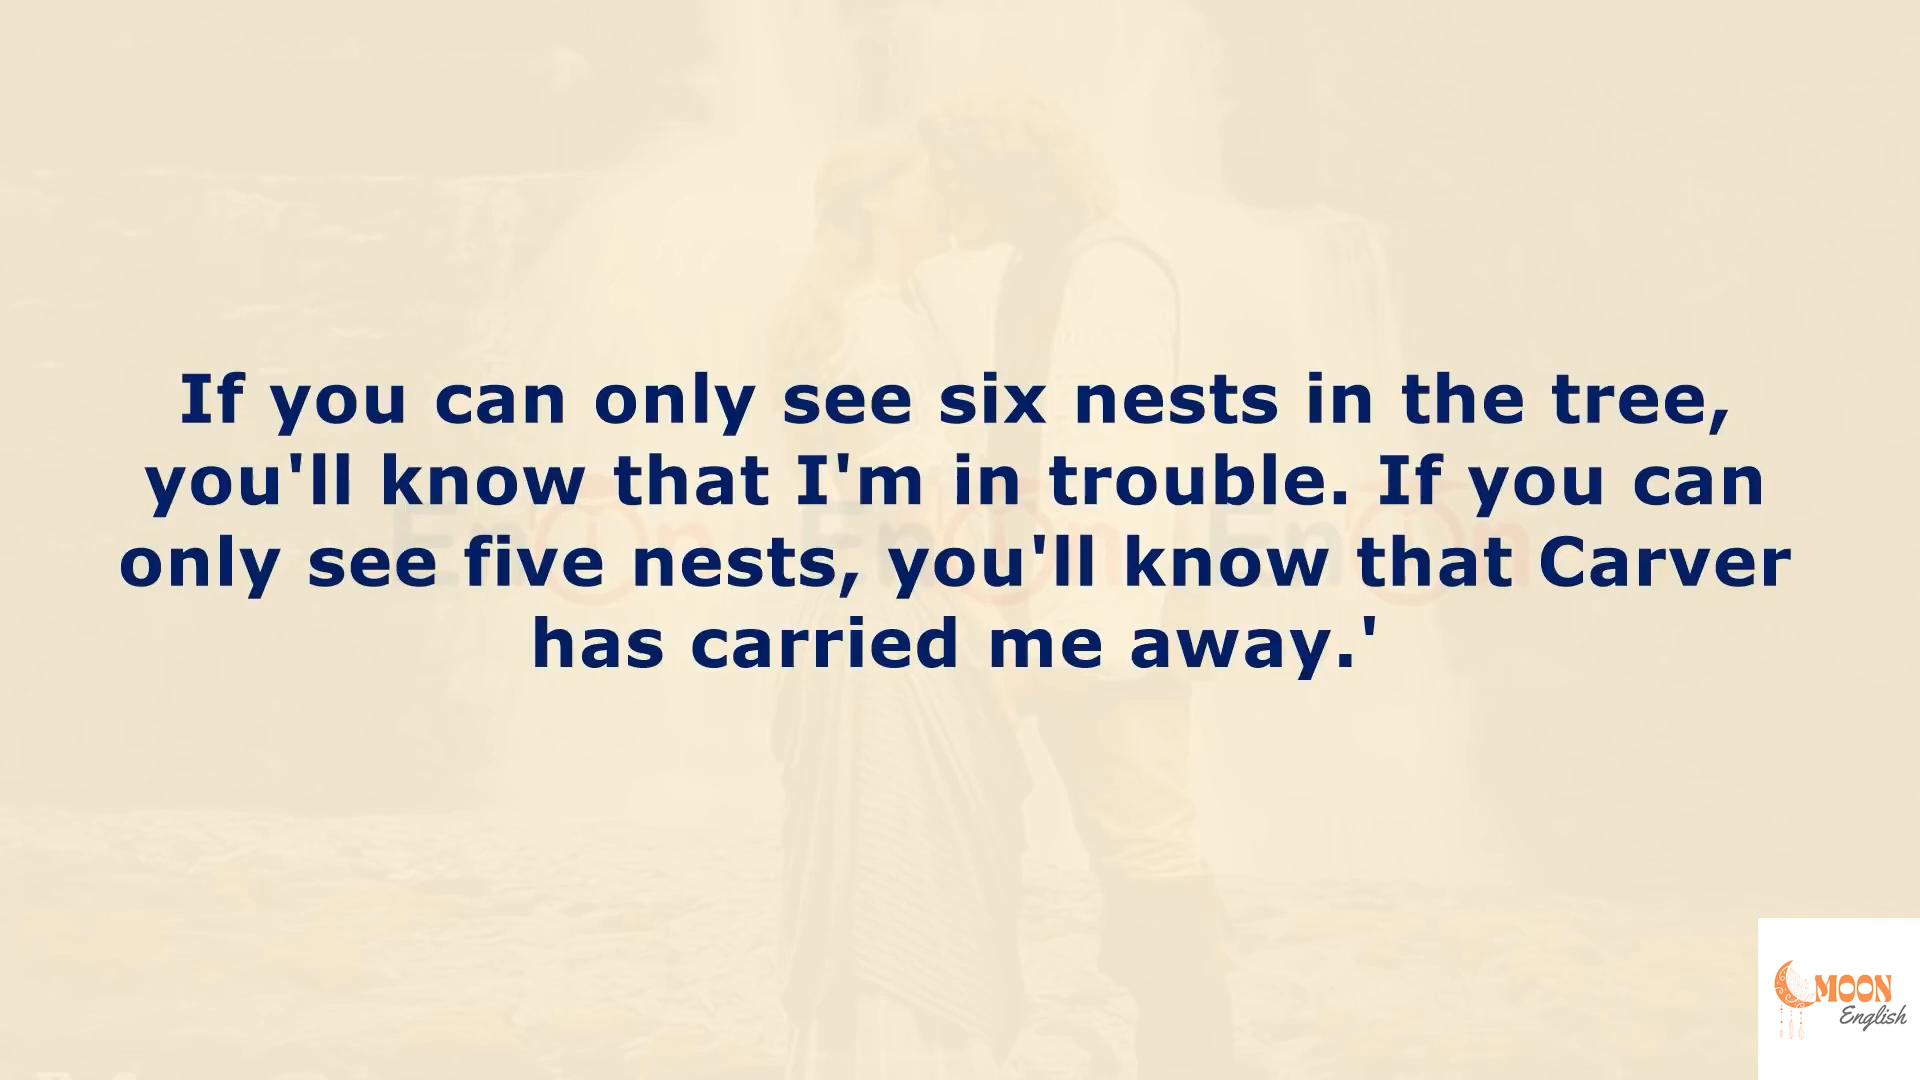 If you can only see six nests in the tree,
you'll know that I'm in trouble. If you can
only see five nests, you'll know that Carver
has carried me away.'
MOON
English